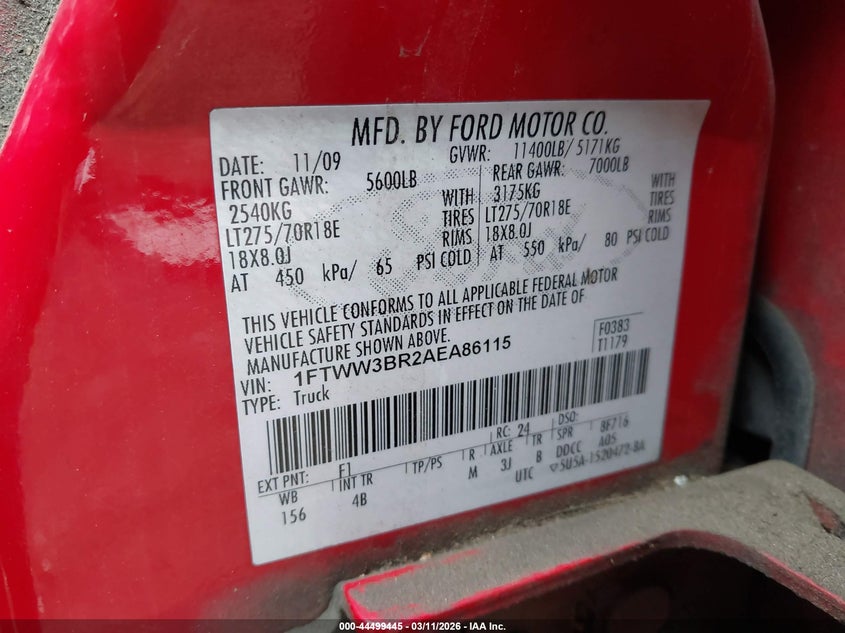 MFD. BY FORD MOTOR CO.
DATE: 11/09 GVWR: 11400LB/ 5171KG
FRONT GAWR: 5600LB REAR GAWR: 7000LB
2540KG WITH 3175KG WITH
LT275/70R18E TIRES LT275/70R18E TIRES
18X8.0J RIMS 18X8.0J RIMS
AT 450 kPa/ 65 PSI COLD AT 550 kPa/ 80 PSI COLD
THIS VEHICLE CONFORMS TO ALL APPLICABLE FEDERAL MOTOR
VEHICLE SAFETY STANDARDS IN EFFECT ON THE DATE OF
MANUFACTURE SHOWN ABOVE.
F0383
VIN: 1FTWW3BR2AEA86115 T1179
TYPE: Truck
EXT PNT: F1 RC: 24 DSO:
WB INT TR TP/PS R AXLE TR SPR 8F716
156 4B M 3J B DDCC A05
UTC ▽5U5A-1520472-BA
000-44499445 - 03/11/2026 - IAA Inc.